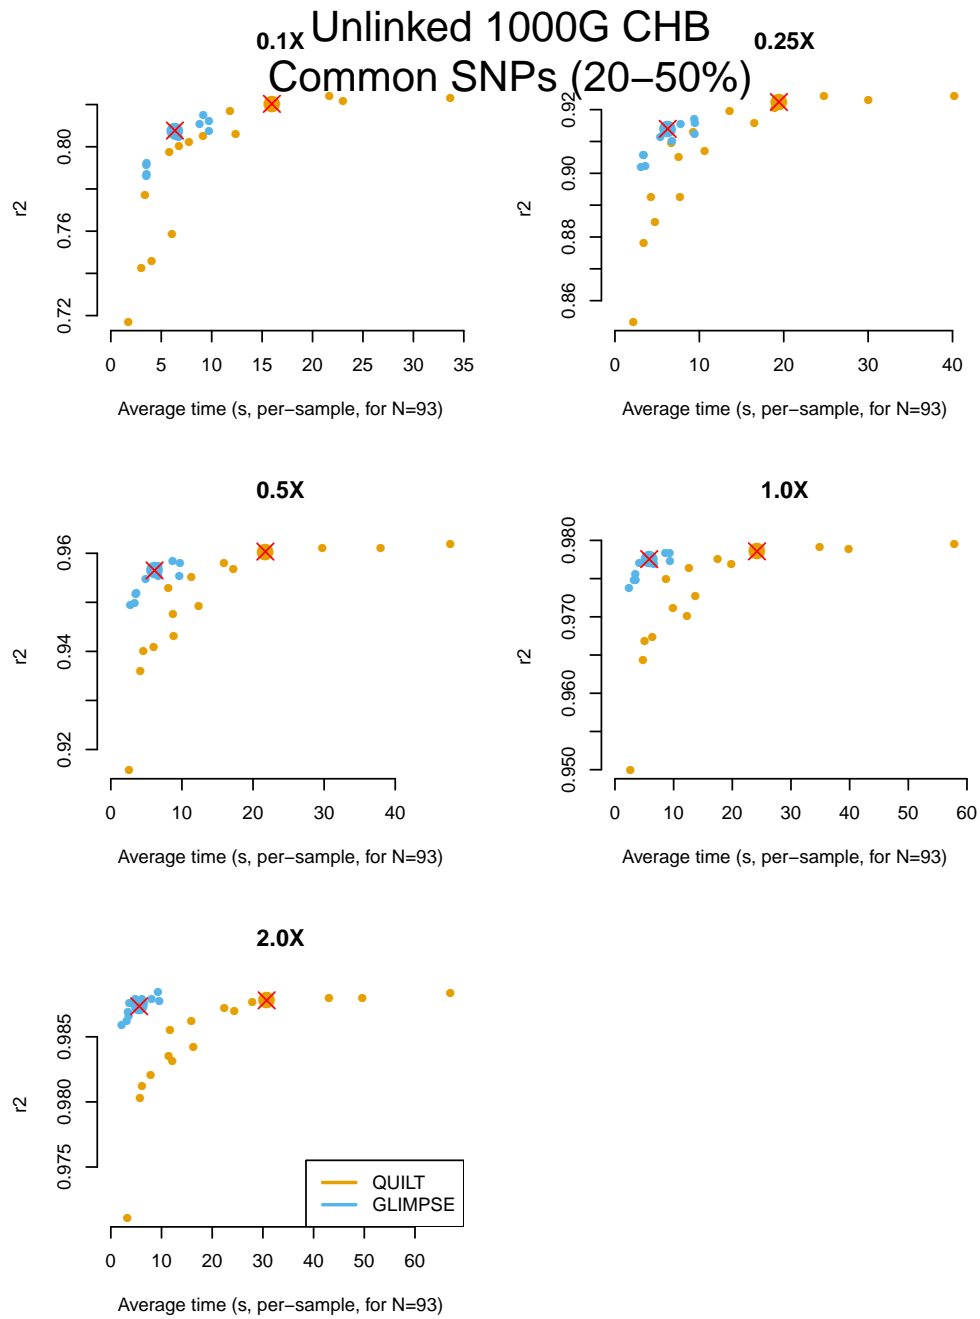 Unlinked 1000G CHB
Common SNPs (20−50%)
0.1X
0.80
0.76
0.72
r2
0 5 10 15 20 25 30 35
Average time (s, per−sample, for N=93)
0.25X
0.92
0.90
0.88
0.86
r2
0 10 20 30 40
Average time (s, per−sample, for N=93)
0.5X
0.96
0.94
0.92
r2
0 10 20 30 40
Average time (s, per−sample, for N=93)
1.0X
0.980
0.970
0.960
0.950
r2
0 10 20 30 40 50 60
Average time (s, per−sample, for N=93)
2.0X
0.985
0.980
0.975
r2
QUILT
GLIMPSE
0 10 20 30 40 50 60
Average time (s, per−sample, for N=93)